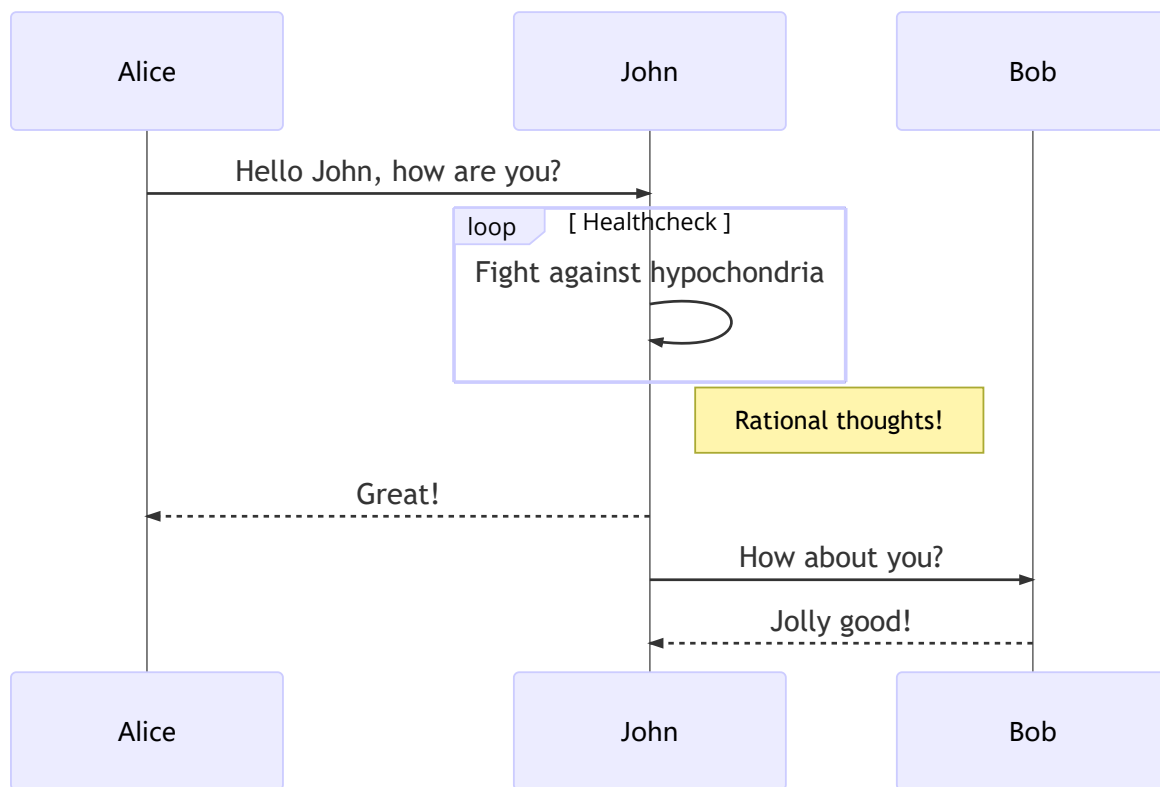 Alice
John
Bob
Hello John, how are you?
loop
[ Healthcheck ]
Fight against hypochondria
Rational thoughts!
Great!
How about you?
Jolly good!
Alice
John
Bob